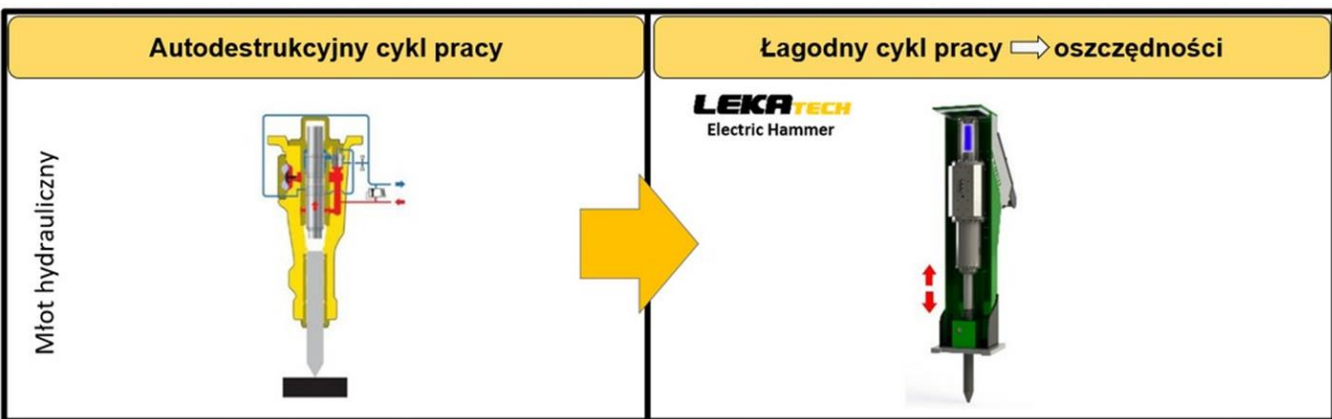 Autodestrukcyjny cykl pracy
Łagodny cykl pracy oszczędności
Młot hydrauliczny
LEKATECH
Electric Hammer